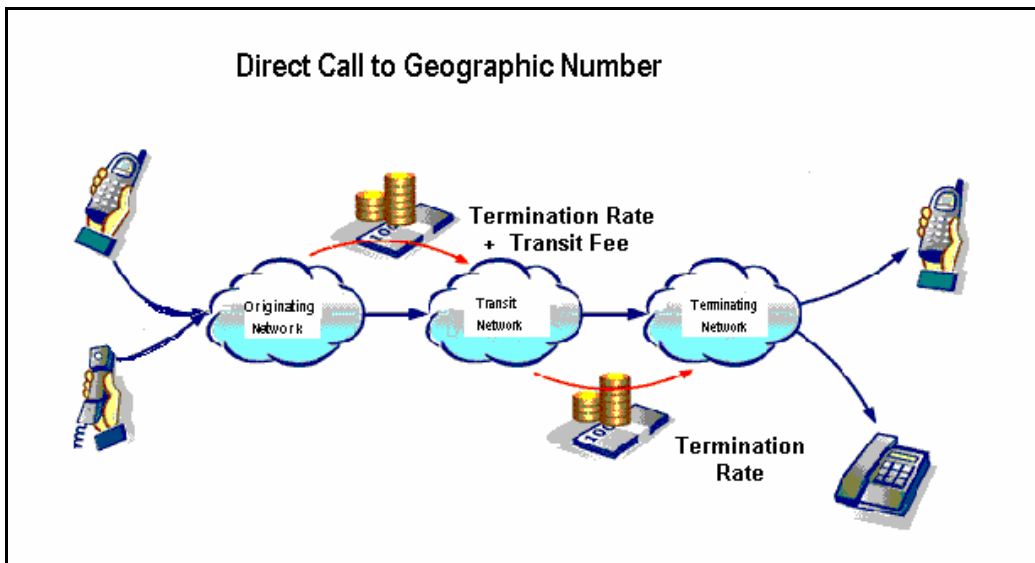 Direct Call to Geographic Number
Termination Rate
+ Transit Fee
Originating
Network
Transit
Network
Terminating
Network
Termination
Rate